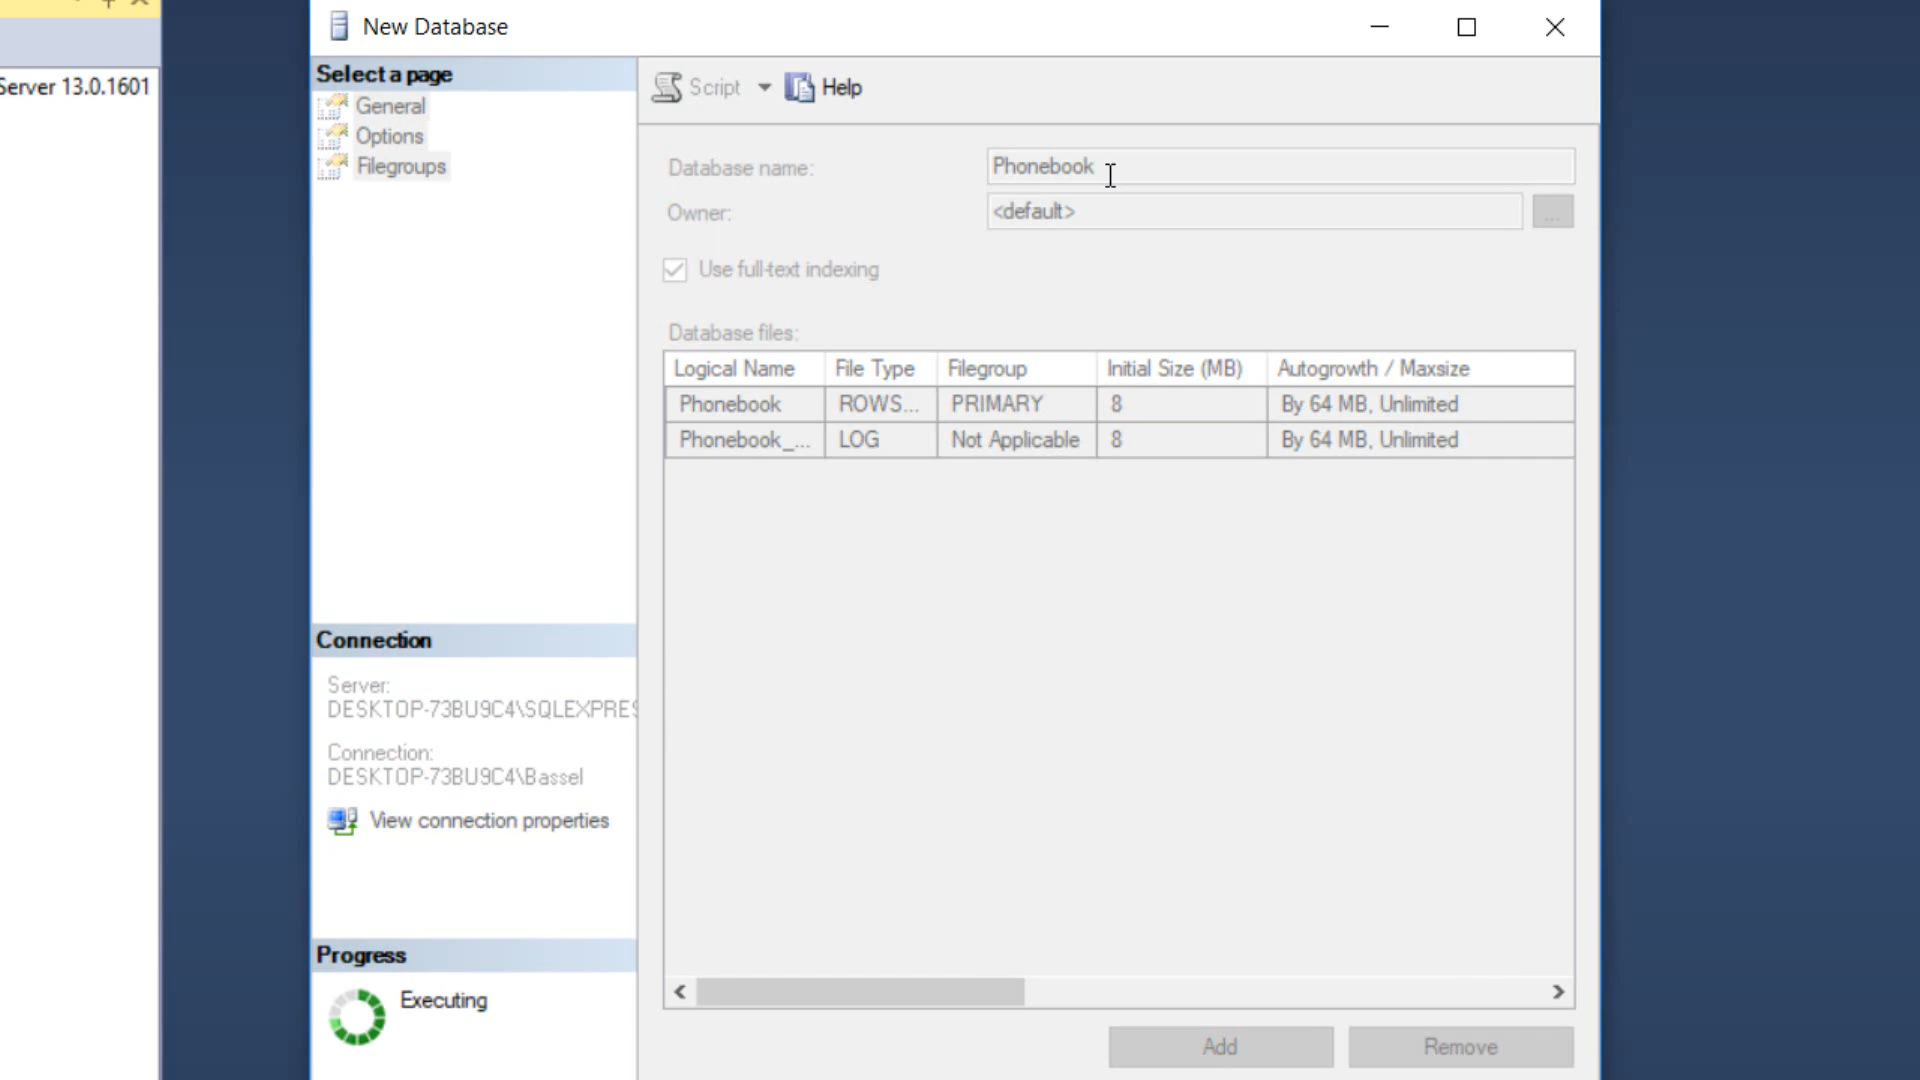 New Database
Server 13.0.1601
Select a page
General
Options
Filegroups
Script
Help
Database name:
Phonebook
Owner:
<default>
...
Use full-text indexing
Database files:
Logical Name File Type Filegroup Initial Size (MB) Autogrowth / Maxsize
Phonebook ROWS... PRIMARY 8 By 64 MB, Unlimited
Phonebook_... LOG Not Applicable 8 By 64 MB, Unlimited
Connection
Server:
DESKTOP-73BU9C4\SQLEXPRES
Connection:
DESKTOP-73BU9C4\Bassel
View connection properties
Progress
Executing
Add
Remove